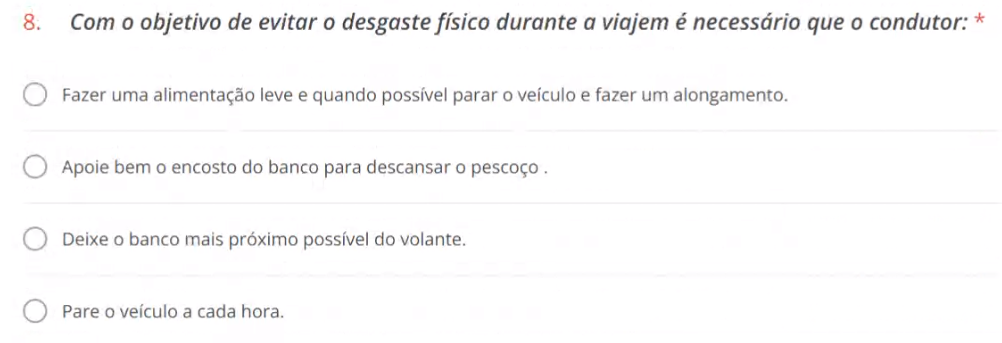 8. Com o objetivo de evitar o desgaste físico durante a viajem é necessário que o condutor: *
Fazer uma alimentação leve e quando possível parar o veículo e fazer um alongamento.
Apoie bem o encosto do banco para descansar o pescoço .
Deixe o banco mais próximo possível do volante.
Pare o veículo a cada hora.